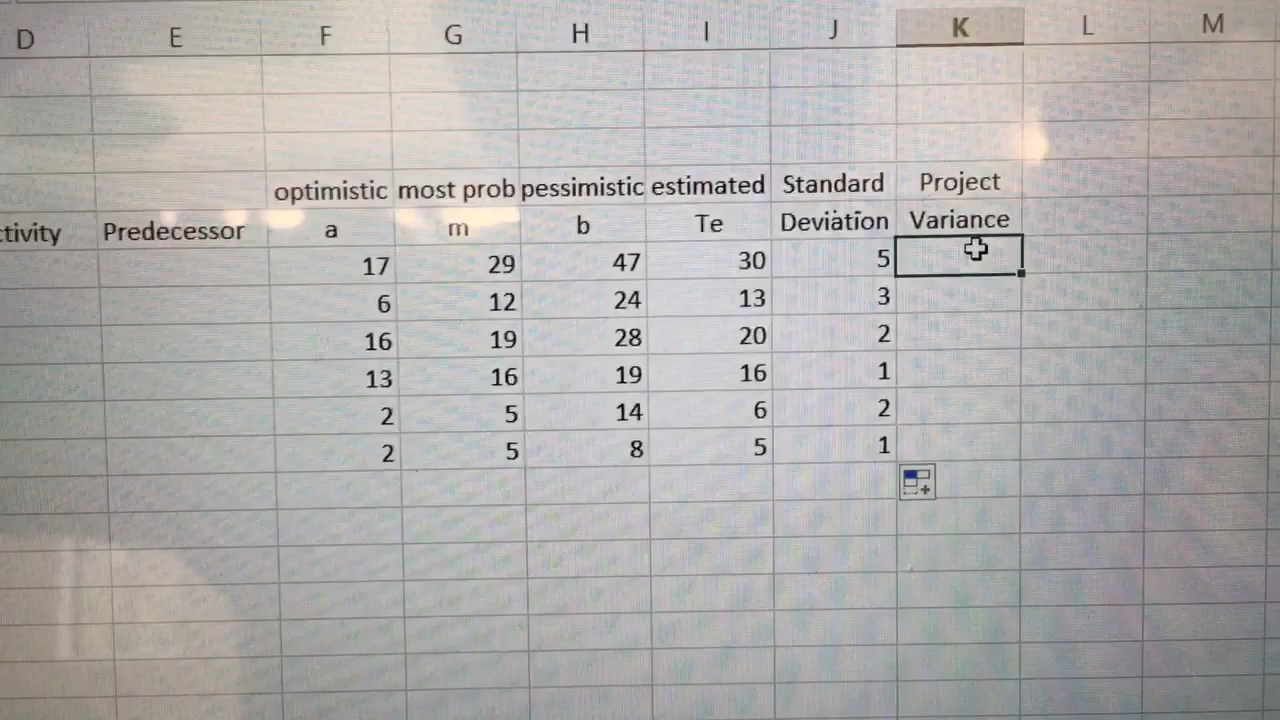 D E F G H I J K L M
optimistic most prob pessimistic estimated Standard Project
ctivity Predecessor a m b Te Deviation Variance
17 29 47 30 5
6 12 24 13 3
16 19 28 20 2
13 16 19 16 1
2 5 14 6 2
2 5 8 5 1